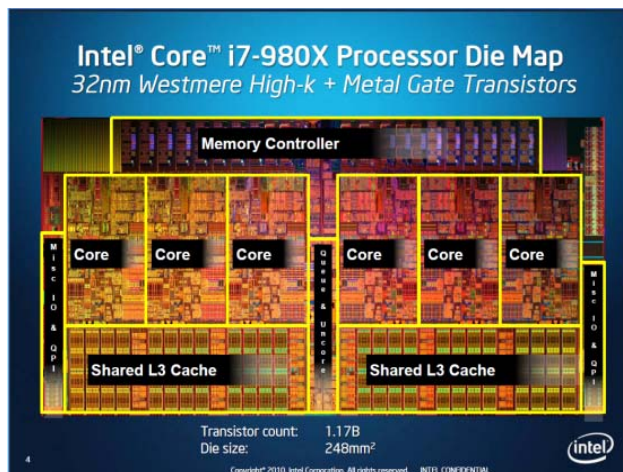 Intel® Core™ i7-980X Processor Die Map
32nm Westmere High-k + Metal Gate Transistors
Memory Controller
Core
Core
Core
Core
Core
Core
Misc IO & QPI
Queue & Uncore
Misc IO & QPI
Shared L3 Cache
Shared L3 Cache
Transistor count: 1.17B
Die size: 248mm²
4
Copyright© 2010, Intel Corporation. All rights reserved. INTEL CONFIDENTIAL
intel